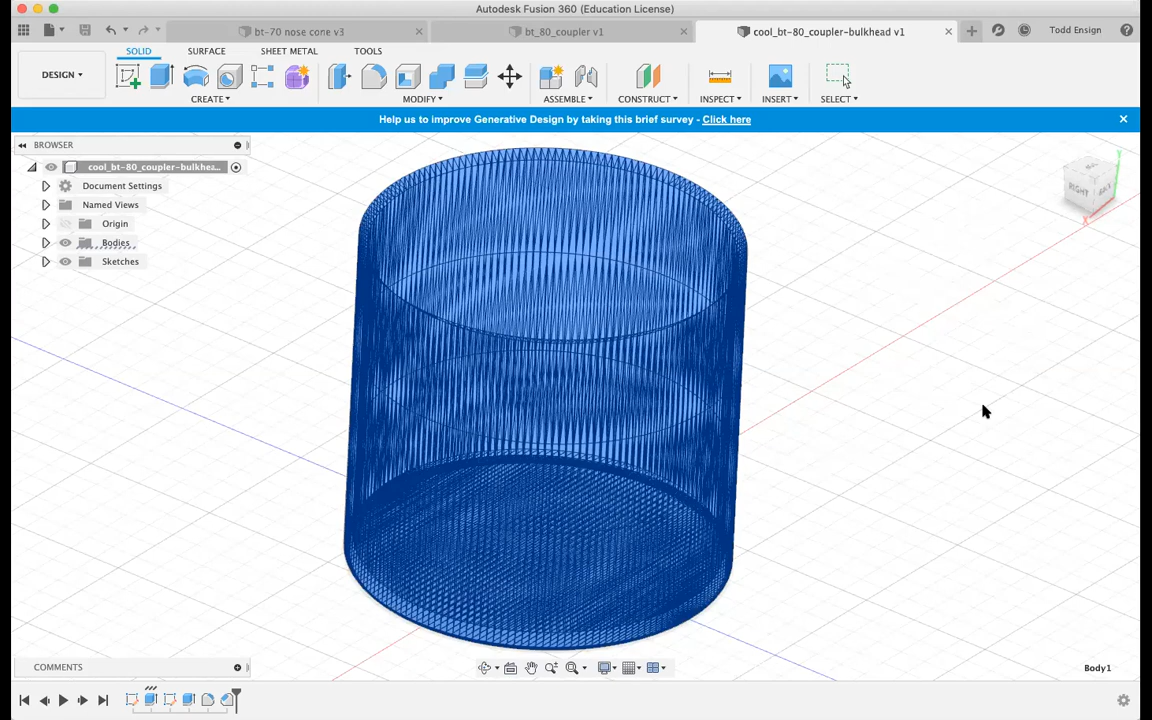 Autodesk Fusion 360 (Education License)
bt-70 nose cone v3
bt_80_coupler v1
cool_bt-80_coupler-bulkhead v1
Todd Ensign
SOLID
SURFACE
SHEET METAL
TOOLS
DESIGN
CREATE
MODIFY
ASSEMBLE
CONSTRUCT
INSPECT
INSERT
SELECT
Help us to improve Generative Design by taking this brief survey - Click here
BROWSER
cool_bt-80_coupler-bulkhea...
Document Settings
Named Views
Origin
Bodies
Sketches
RIGHT
BACK
X
Y
COMMENTS
Body1